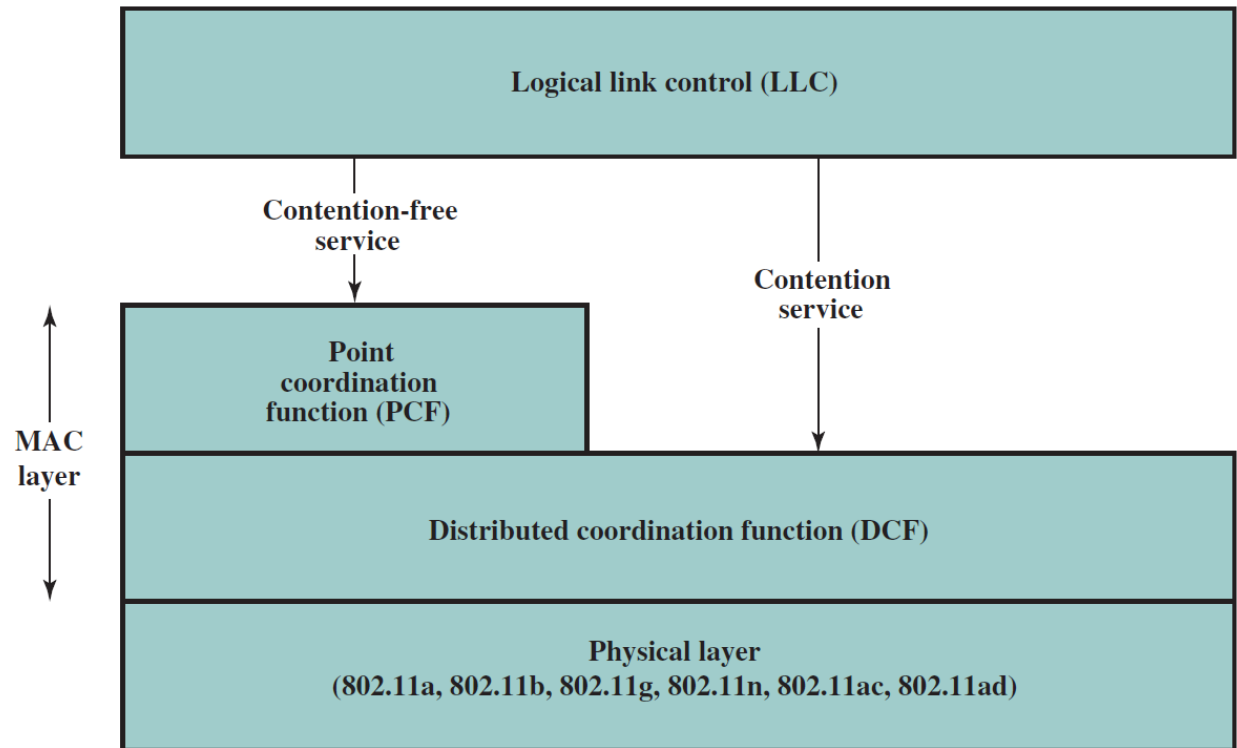 Logical link control (LLC)
Contention-free
service
Contention
service
Point
coordination
function (PCF)
MAC
layer
Distributed coordination function (DCF)
Physical layer
(802.11a, 802.11b, 802.11g, 802.11n, 802.11ac, 802.11ad)